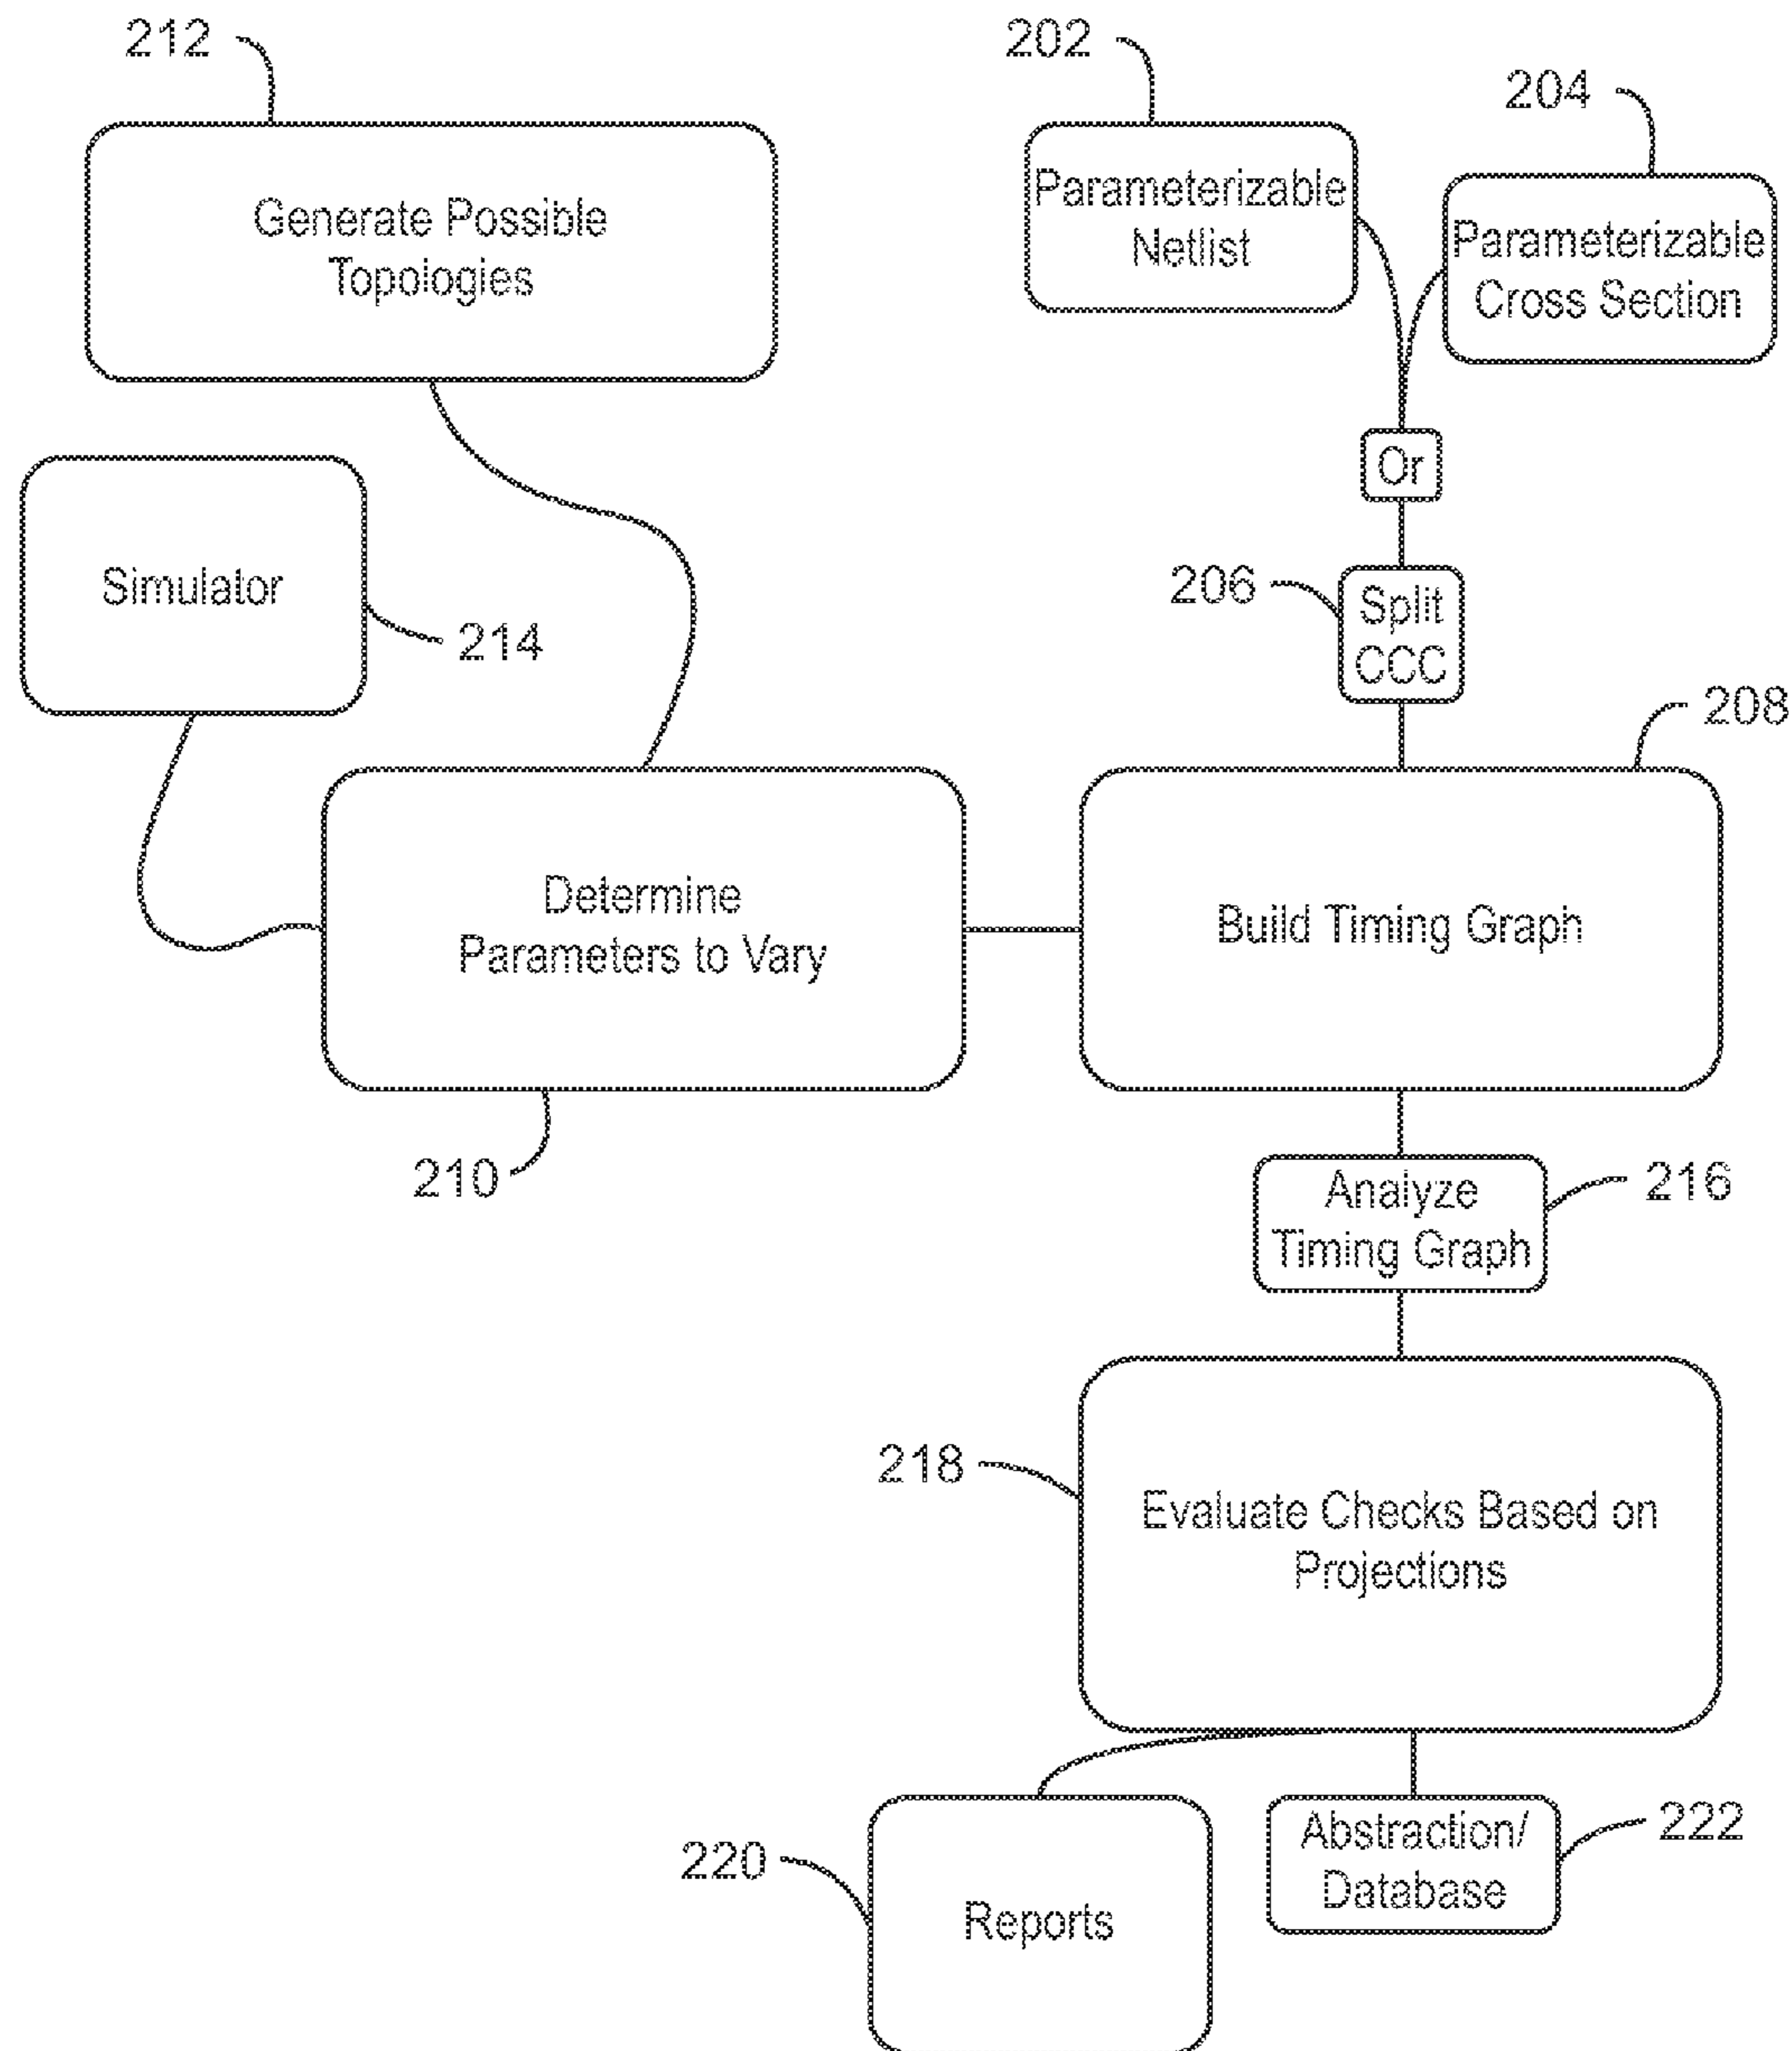 212
202
204
Generate Possible
Topologies
Parameterizable
Netlist
Parameterizable
Cross Section
Or
Simulator
214
206
Split
CCC
208
Determine
Parameters to Vary
Build Timing Graph
210
Analyze
Timing Graph
216
218
Evaluate Checks Based on
Projections
220
Reports
Abstraction/
Database
222